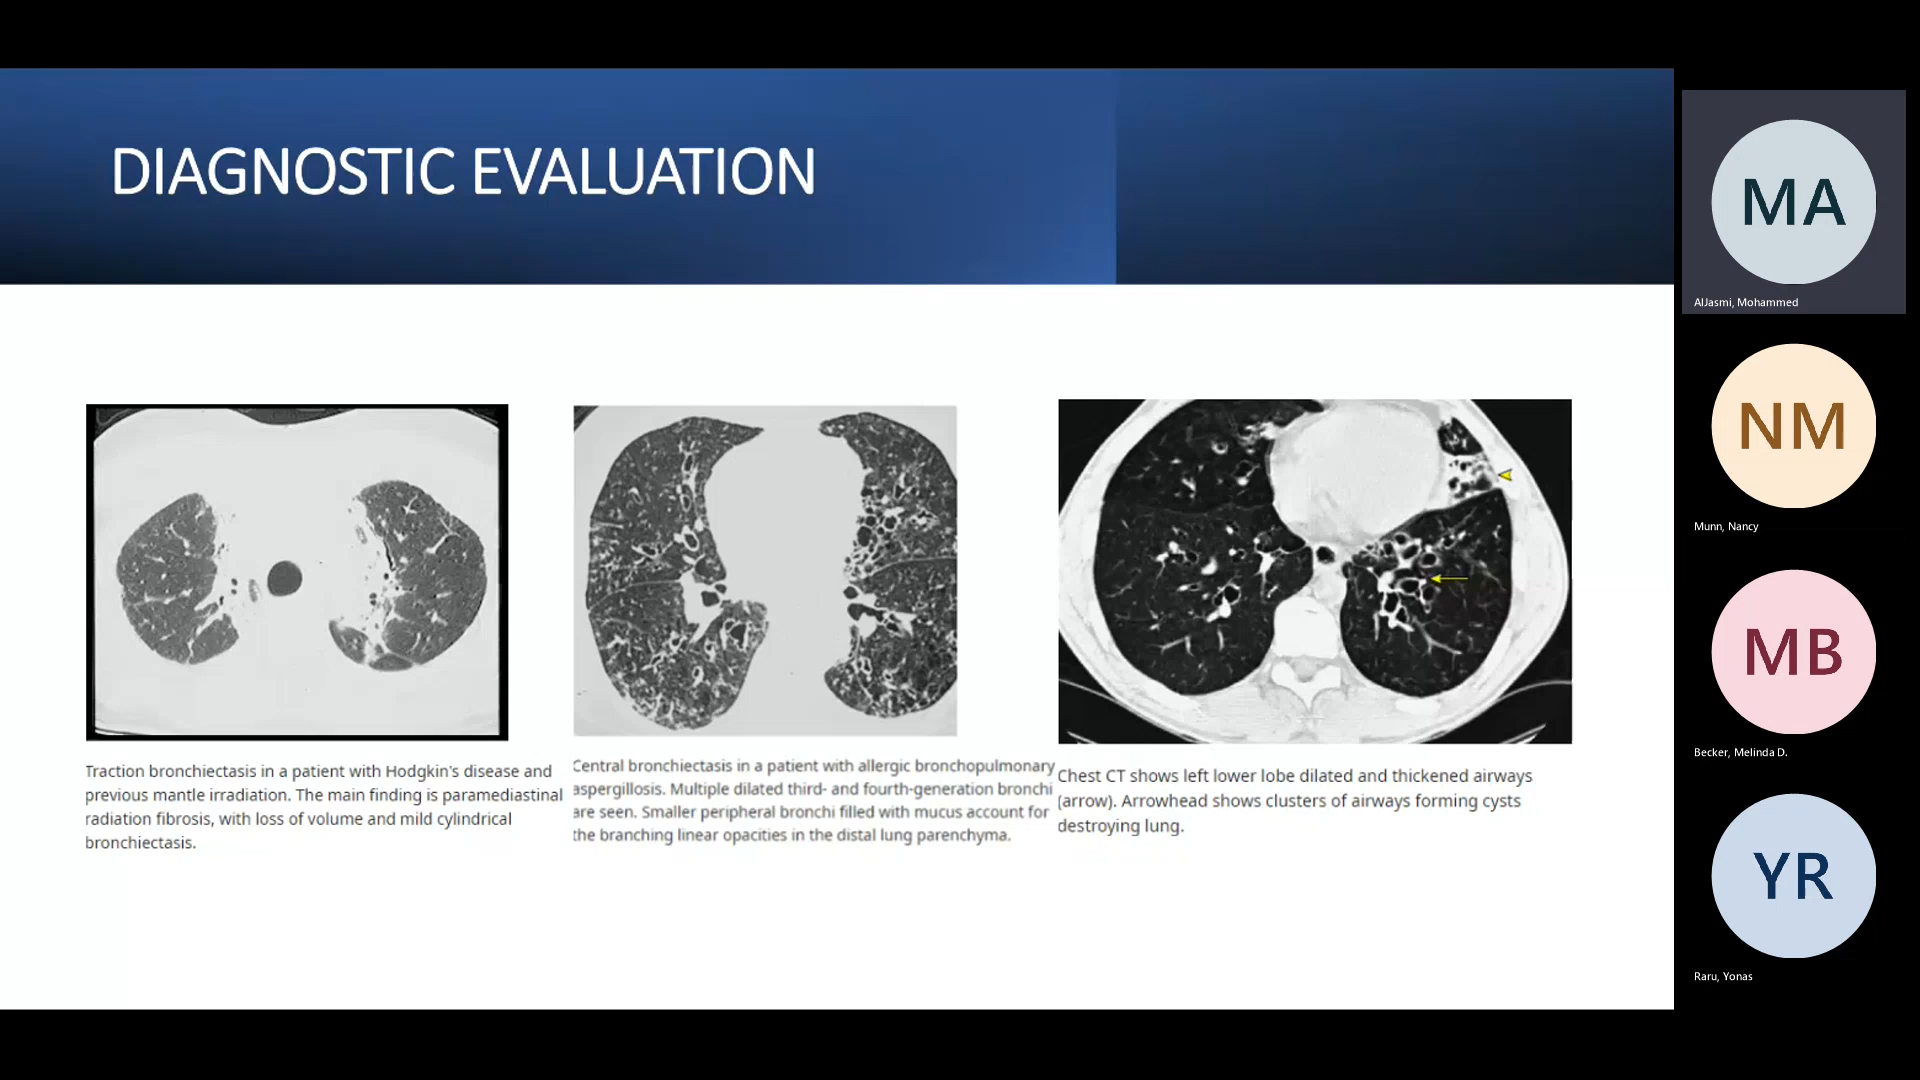 DIAGNOSTIC EVALUATION
Traction bronchiectasis in a patient with Hodgkin's disease and
previous mantle irradiation. The main finding is paramediastinal
radiation fibrosis, with loss of volume and mild cylindrical
bronchiectasis.
Central bronchiectasis in a patient with allergic bronchopulmonary
aspergillosis. Multiple dilated third- and fourth-generation bronchi
are seen. Smaller peripheral bronchi filled with mucus account for
the branching linear opacities in the distal lung parenchyma.
Chest CT shows left lower lobe dilated and thickened airways
(arrow). Arrowhead shows clusters of airways forming cysts
destroying lung.
MA
AlJasmi, Mohammed
NM
Munn, Nancy
MB
Becker, Melinda D.
YR
Raru, Yonas